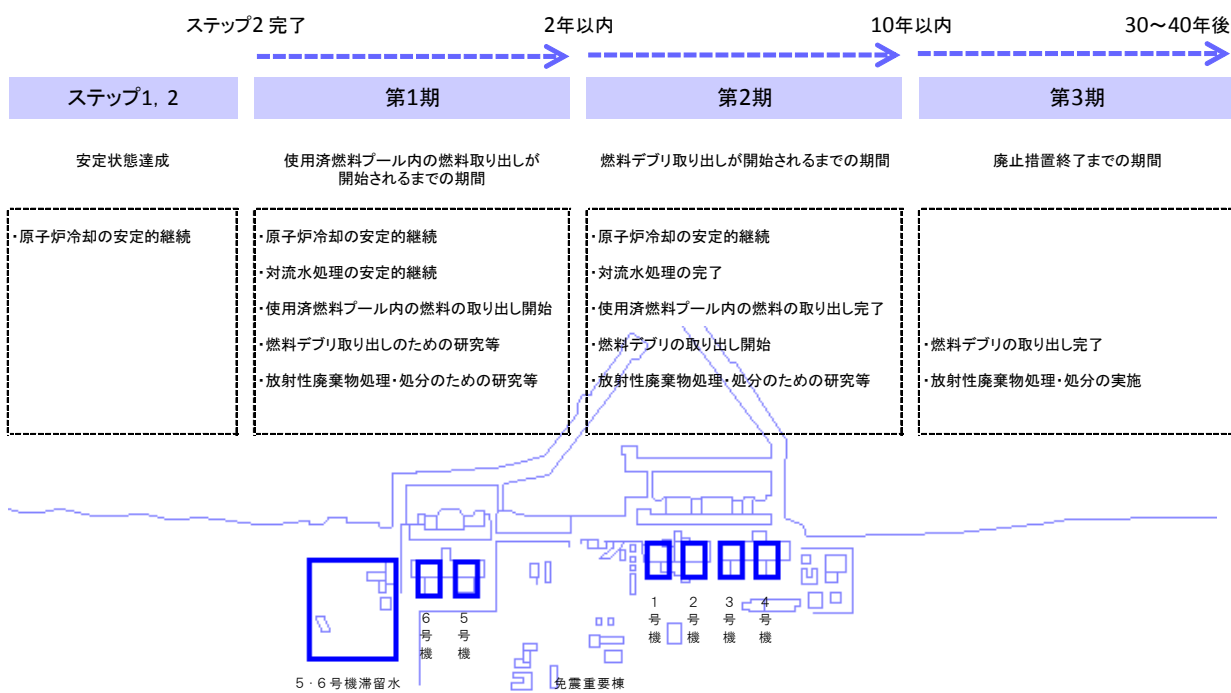 ステップ2 完了
2年以内
10年以内
30～40年後
ステップ1, 2
第1期
第2期
第3期
安定状態達成
使用済燃料プール内の燃料取り出しが
開始されるまでの期間
燃料デブリ取り出しが開始されるまでの期間
廃止措置終了までの期間
・原子炉冷却の安定的継続
・原子炉冷却の安定的継続
・対流水処理の安定的継続
・使用済燃料プール内の燃料の取り出し開始
・燃料デブリ取り出しのための研究等
・放射性廃棄物処理・処分のための研究等
・原子炉冷却の安定的継続
・対流水処理の完了
・使用済燃料プール内の燃料の取り出し完了
・燃料デブリの取り出し開始
・放射性廃棄物処理・処分のための研究等
・燃料デブリの取り出し完了
・放射性廃棄物処理・処分の実施
6号機
5号機
1号機
2号機
3号機
4号機
5・6号機滞留水
免震重要棟